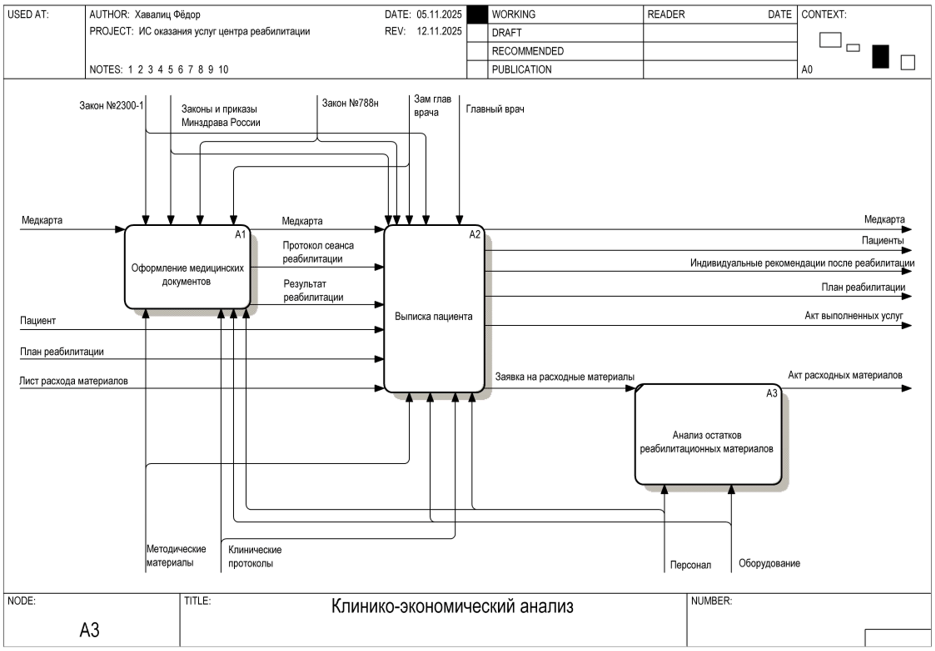 USED AT:
AUTHOR: Хавалиц Фёдор
DATE: 05.11.2025
WORKING
READER
DATE
CONTEXT:
PROJECT: ИС оказания услуг центра реабилитации
REV: 12.11.2025
DRAFT
RECOMMENDED
NOTES: 1 2 3 4 5 6 7 8 9 10
PUBLICATION
A0
Закон №2300-1
Законы и приказы
Минздрава России
Закон №788н
Зам глав
врача
Главный врач
Медкарта
A1
Оформление медицинских
документов
Медкарта
Протокол сеанса
реабилитации
Результат
реабилитации
A2
Выписка пациента
Медкарта
Пациенты
Индивидуальные рекомендации после реабилитации
План реабилитации
Акт выполненных услуг
Пациент
План реабилитации
Лист расхода материалов
Заявка на расходные материалы
Акт расходных материалов
A3
Анализ остатков
реабилитационных материалов
Методические
материалы
Клинические
протоколы
Персонал
Оборудование
NODE:
A3
TITLE:
Клинико-экономический анализ
NUMBER: